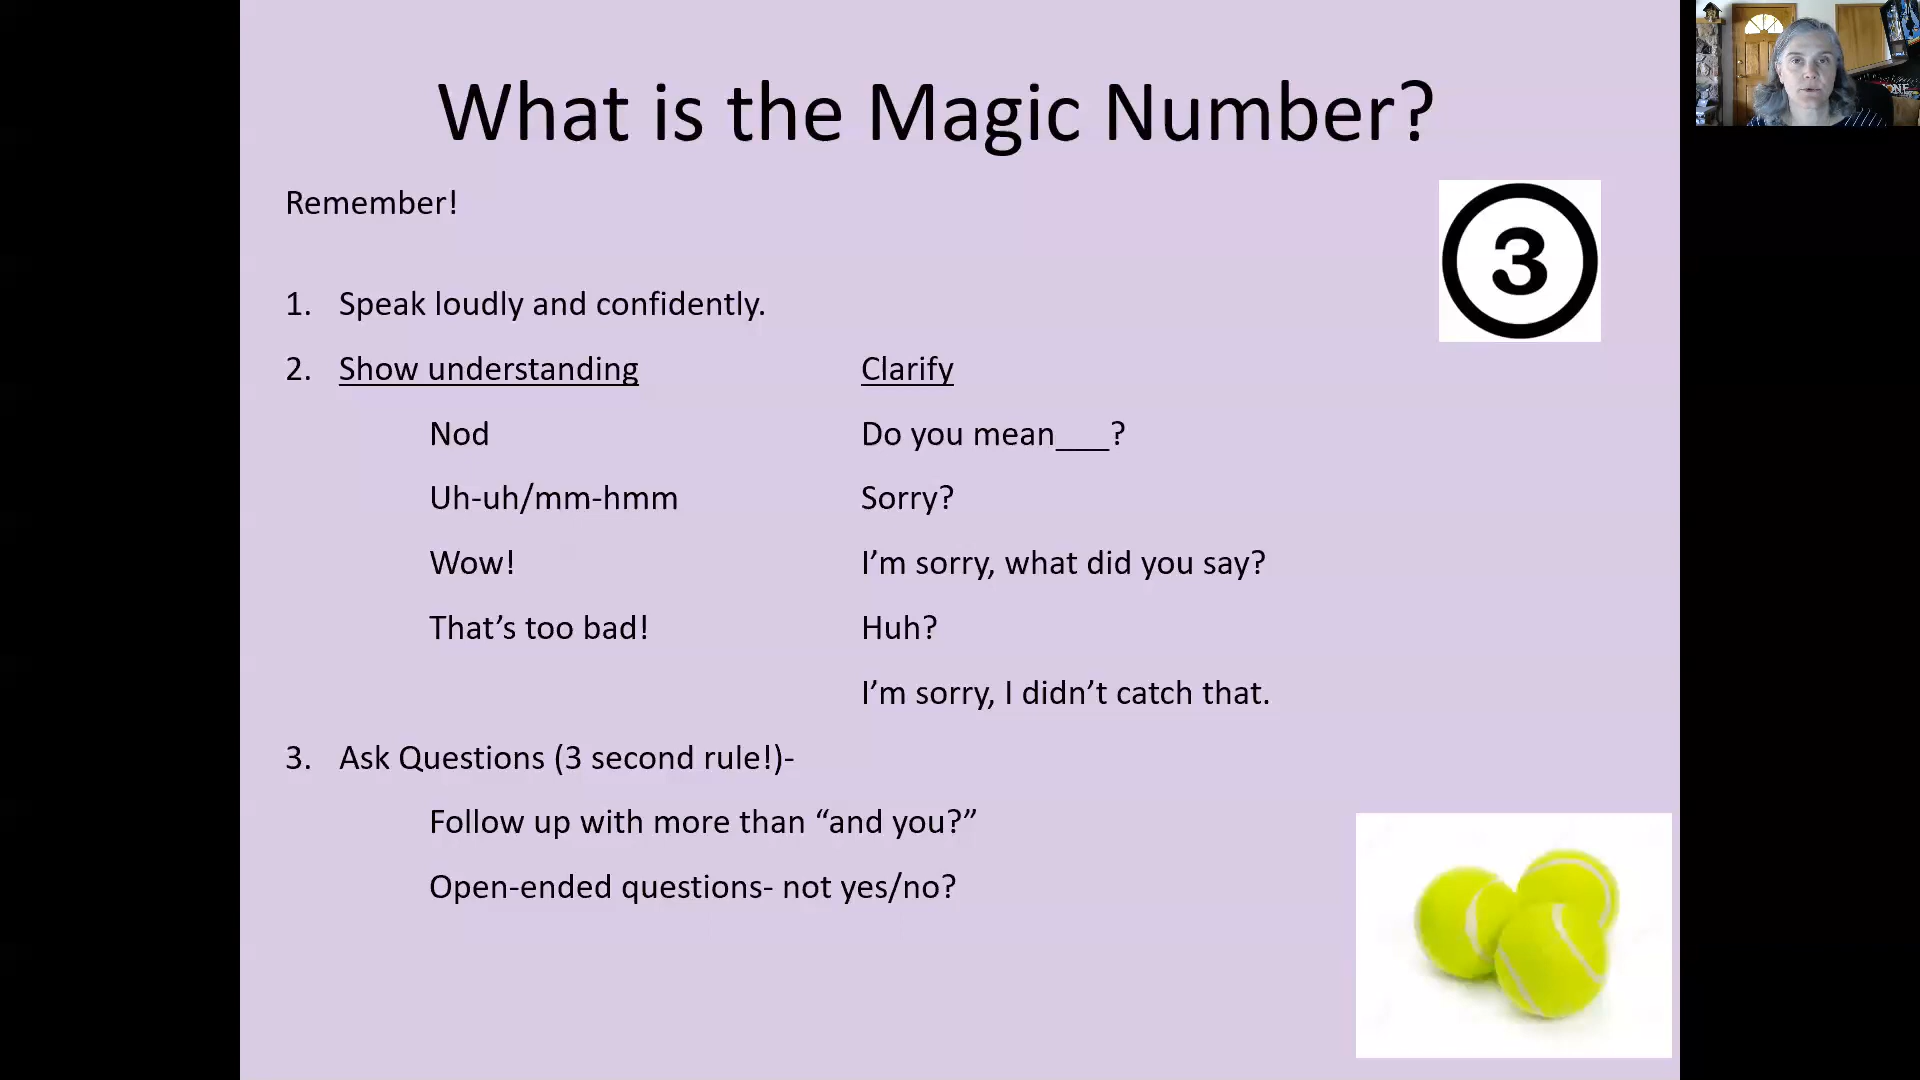 What is the Magic Number?
Remember!
3
1. Speak loudly and confidently.
2. Show understanding Clarify
Nod Do you mean___?
Uh-uh/mm-hmm Sorry?
Wow! I’m sorry, what did you say?
That’s too bad! Huh?
I’m sorry, I didn’t catch that.
3. Ask Questions (3 second rule!)-
Follow up with more than “and you?”
Open-ended questions- not yes/no?